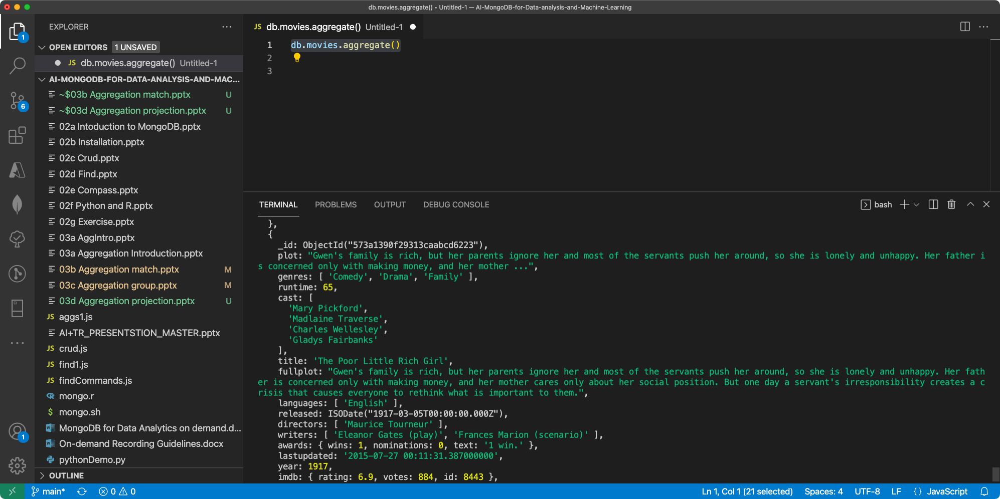 db.movies.aggregate() • Untitled-1 — AI-MongoDB-for-Data-analysis-and-Machine-Learning
EXPLORER
OPEN EDITORS 1 UNSAVED
JS db.movies.aggregate() Untitled-1
AI-MONGODB-FOR-DATA-ANALYSIS-AND-MAC...
~$03b Aggregation match.pptx U
~$03d Aggregation projection.pptx U
02a Intoduction to MongoDB.pptx
02b Installation.pptx
02c Crud.pptx
02d Find.pptx
02e Compass.pptx
02f Python and R.pptx
02g Exercise.pptx
03a AggIntro.pptx
03a Aggregation Introduction.pptx
03b Aggregation match.pptx M
03c Aggregation group.pptx M
03d Aggregation projection.pptx U
JS aggs1.js
AI+TR_PRESENTSTION_MASTER.pptx
JS crud.js
JS find1.js
JS findCommands.js
R mongo.r
$ mongo.sh
W MongoDB for Data Analytics on demand.d...
W On-demand Recording Guidelines.docx
pythonDemo.py
OUTLINE
1
6
1
JS db.movies.aggregate() Untitled-1
1 db.movies.aggregate()
2
3
TERMINAL PROBLEMS OUTPUT DEBUG CONSOLE
bash
},
{
_id: ObjectId("573a1390f29313caabcd6223"),
plot: "Gwen's family is rich, but her parents ignore her and most of the servants push her around, so she is lonely and unhappy. Her father i
s concerned only with making money, and her mother ...",
genres: [ 'Comedy', 'Drama', 'Family' ],
runtime: 65,
cast: [
'Mary Pickford',
'Madlaine Traverse',
'Charles Wellesley',
'Gladys Fairbanks'
],
title: 'The Poor Little Rich Girl',
fullplot: "Gwen's family is rich, but her parents ignore her and most of the servants push her around, so she is lonely and unhappy. Her fath
er is concerned only with making money, and her mother cares only about her social position. But one day a servant's irresponsibility creates a c
risis that causes everyone to rethink what is important to them.",
languages: [ 'English' ],
released: ISODate("1917-03-05T00:00:00.000Z"),
directors: [ 'Maurice Tourneur' ],
writers: [ 'Eleanor Gates (play)', 'Frances Marion (scenario)' ],
awards: { wins: 1, nominations: 0, text: '1 win.' },
lastupdated: '2015-07-27 00:11:31.387000000',
year: 1917,
imdb: { rating: 6.9, votes: 884, id: 8443 },
main* 0 0
Ln 1, Col 1 (21 selected) Spaces: 4 UTF-8 LF {} JavaScript